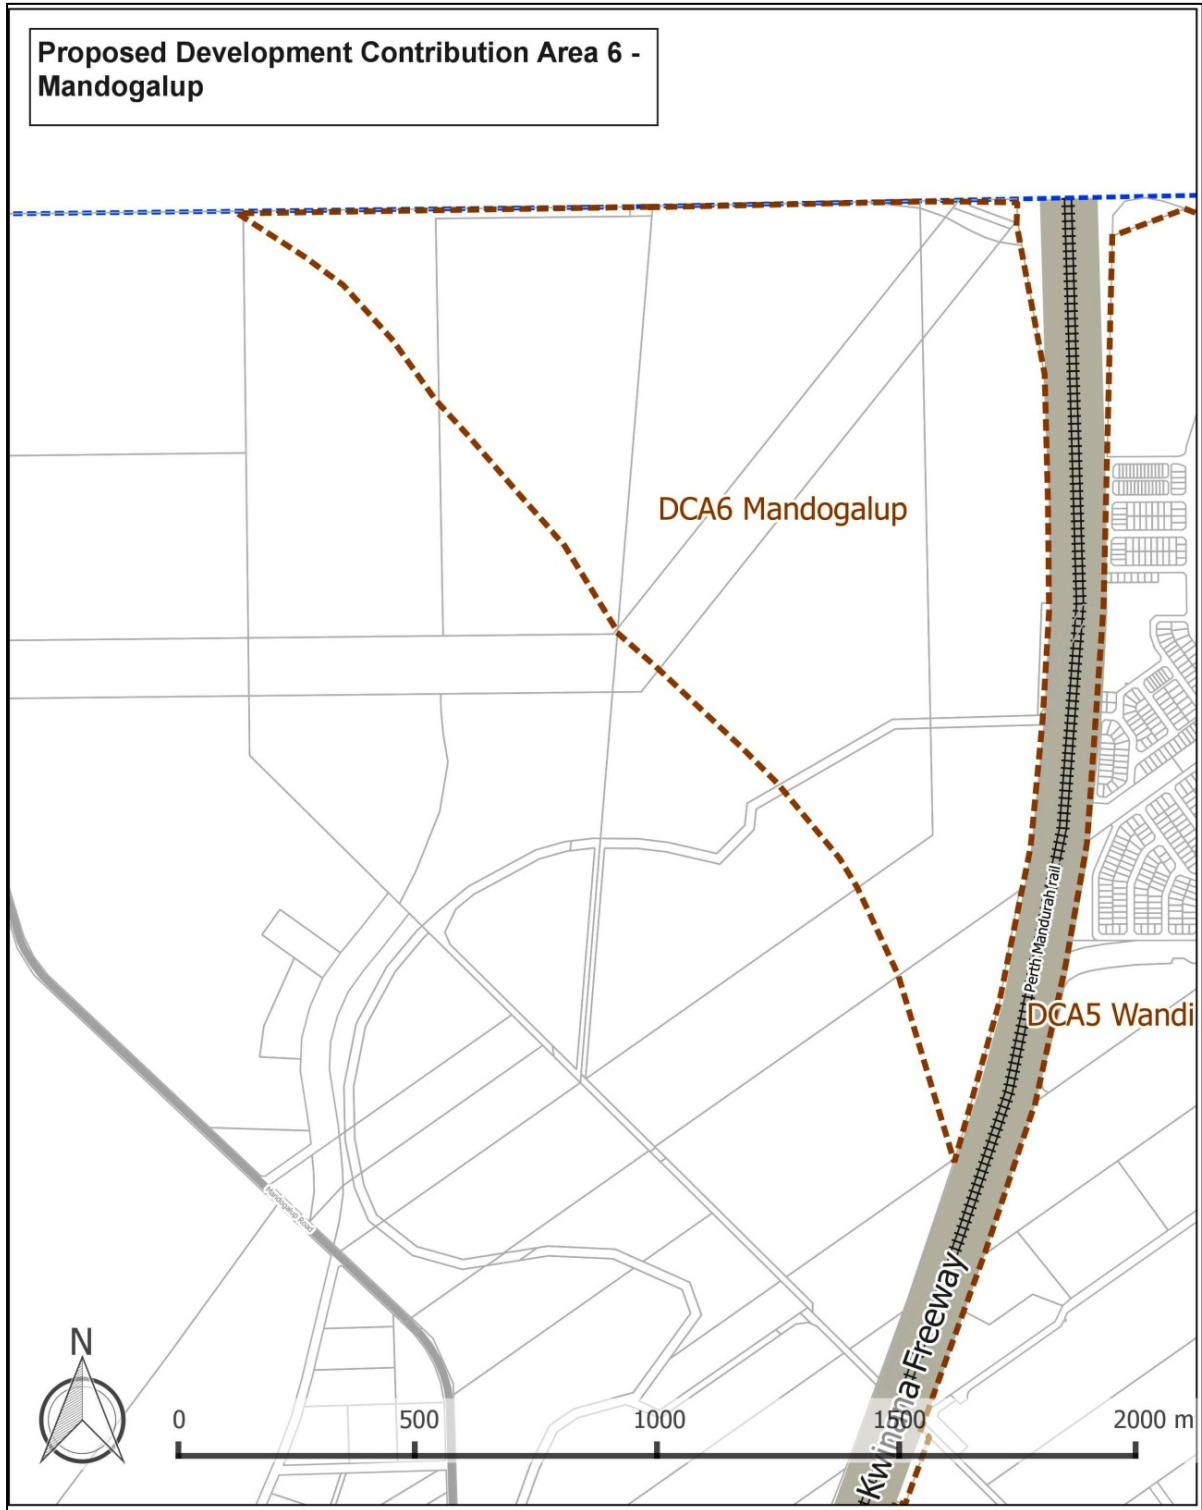 Proposed Development Contribution Area 6 -
Mandogalup
DCA6 Mandogalup
Perth Mandurah rail
DCA5 Wandi
Mandogalup Road
Kwinana Freeway
N
0 500 1000 1500 2000 m